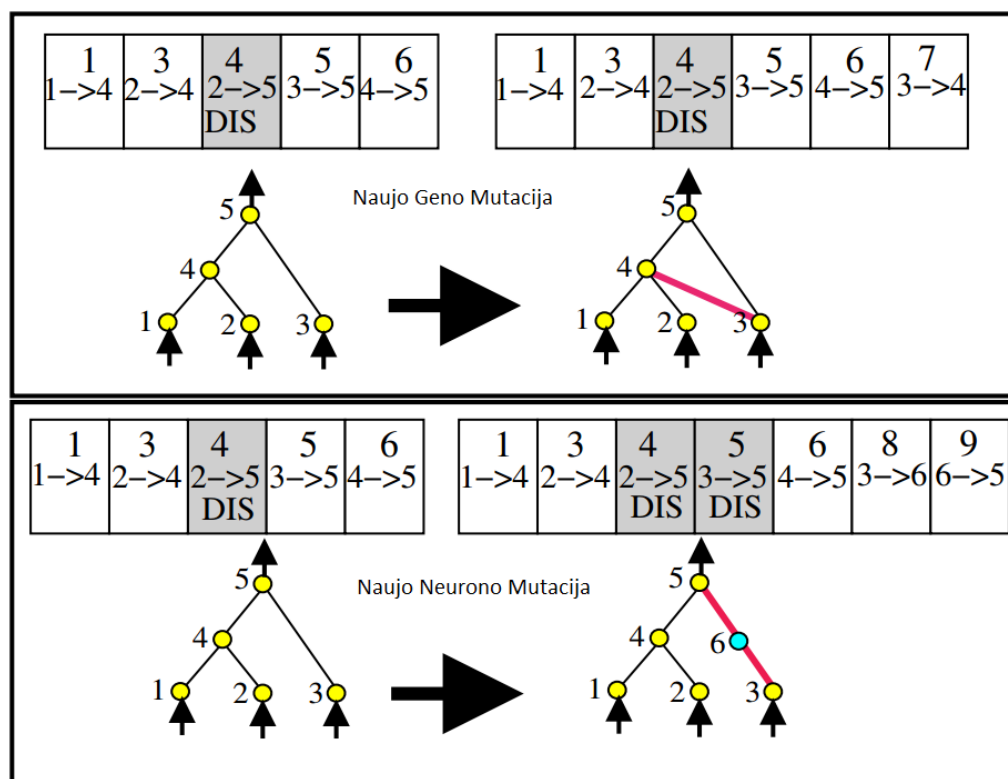 1 3 4 5 6
1->4 2->4 2->5 3->5 4->5
DIS
1 3 4 5 6 7
1->4 2->4 2->5 3->5 4->5 3->4
DIS
Naujo Geno Mutacija
5
4
1 2 3
5
4
1 2 3
1 3 4 5 6
1->4 2->4 2->5 3->5 4->5
DIS
1 3 4 5 6 8 9
1->4 2->4 2->5 3->5 4->5 3->6 6->5
DIS DIS
Naujo Neurono Mutacija
5
4
1 2 3
5
4 6
1 2 3